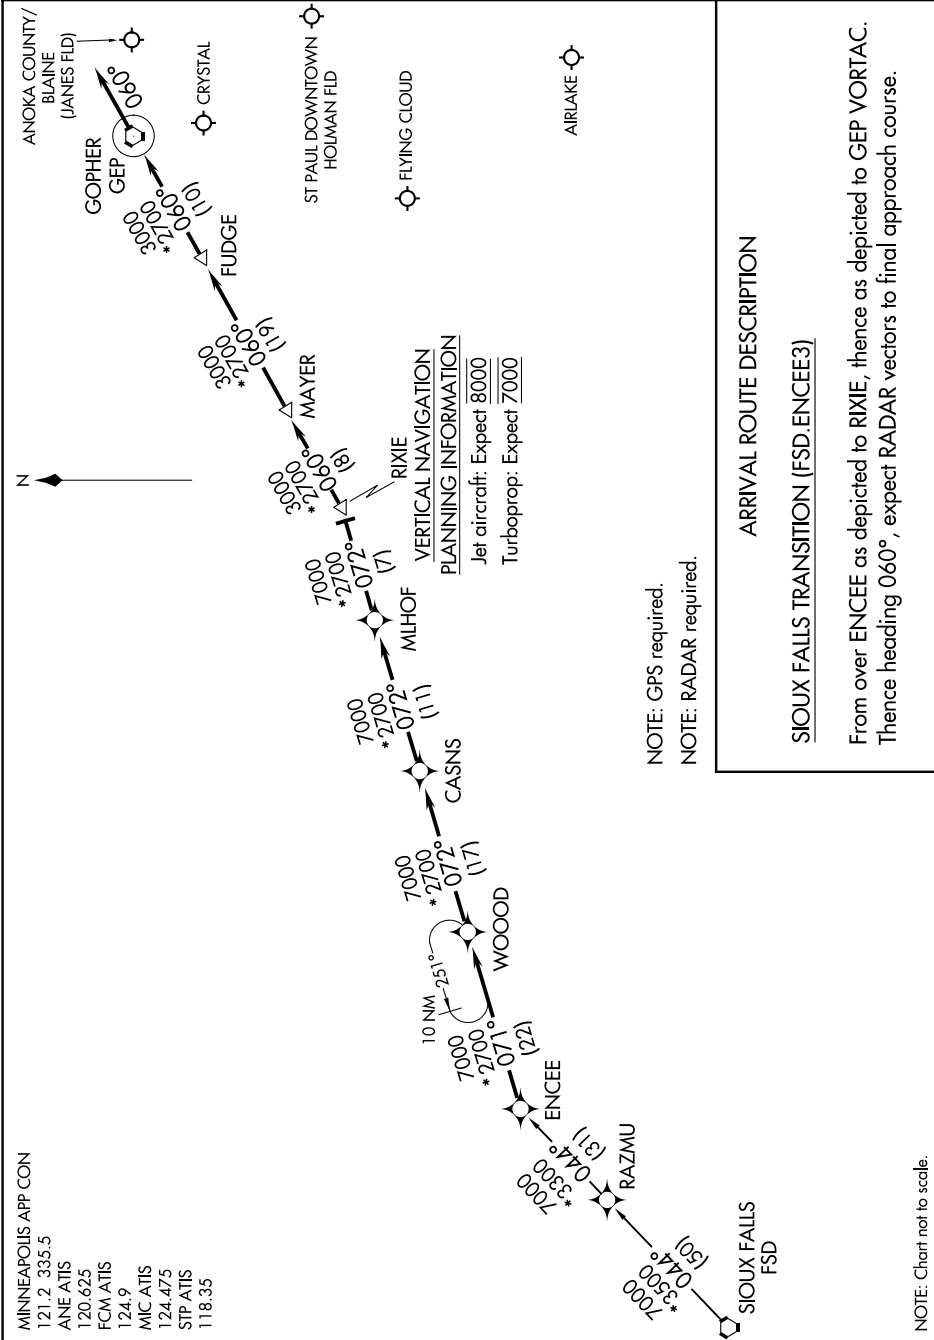 MINNEAPOLIS APP CON
121.2 335.5
ANE ATIS
120.625
FCM ATIS
124.9
MIC ATIS
124.475
STP ATIS
118.35
N
ANOKA COUNTY/
BLAINE
(JANES FLD)
CRYSTAL
ST PAUL DOWNTOWN
HOLMAN FLD
FLYING CLOUD
AIRLAKE
GOPHER
GEP
060°
3000
*2700
060°
(10)
FUDGE
3000
*2700
060°
(19)
MAYER
3000
*2700
060°
(8)
RIXIE
VERTICAL NAVIGATION
PLANNING INFORMATION
Jet aircraft: Expect 8000
Turboprop: Expect 7000
7000
*2700
072°
(7)
MLHOF
7000
*2700
072°
(11)
CASNS
7000
*2700
072°
(17)
WOOOD
10 NM
251°
7000
*2700
071°
(22)
ENCEE
7000
*3300
044°
(31)
RAZMU
7000
*3500
044°
(50)
SIOUX FALLS
FSD
NOTE: GPS required.
NOTE: RADAR required.
ARRIVAL ROUTE DESCRIPTION
SIOUX FALLS TRANSITION (FSD.ENCEE3)
From over ENCEE as depicted to RIXIE, thence as depicted to GEP VORTAC.
Thence heading 060°, expect RADAR vectors to final approach course.
NOTE: Chart not to scale.